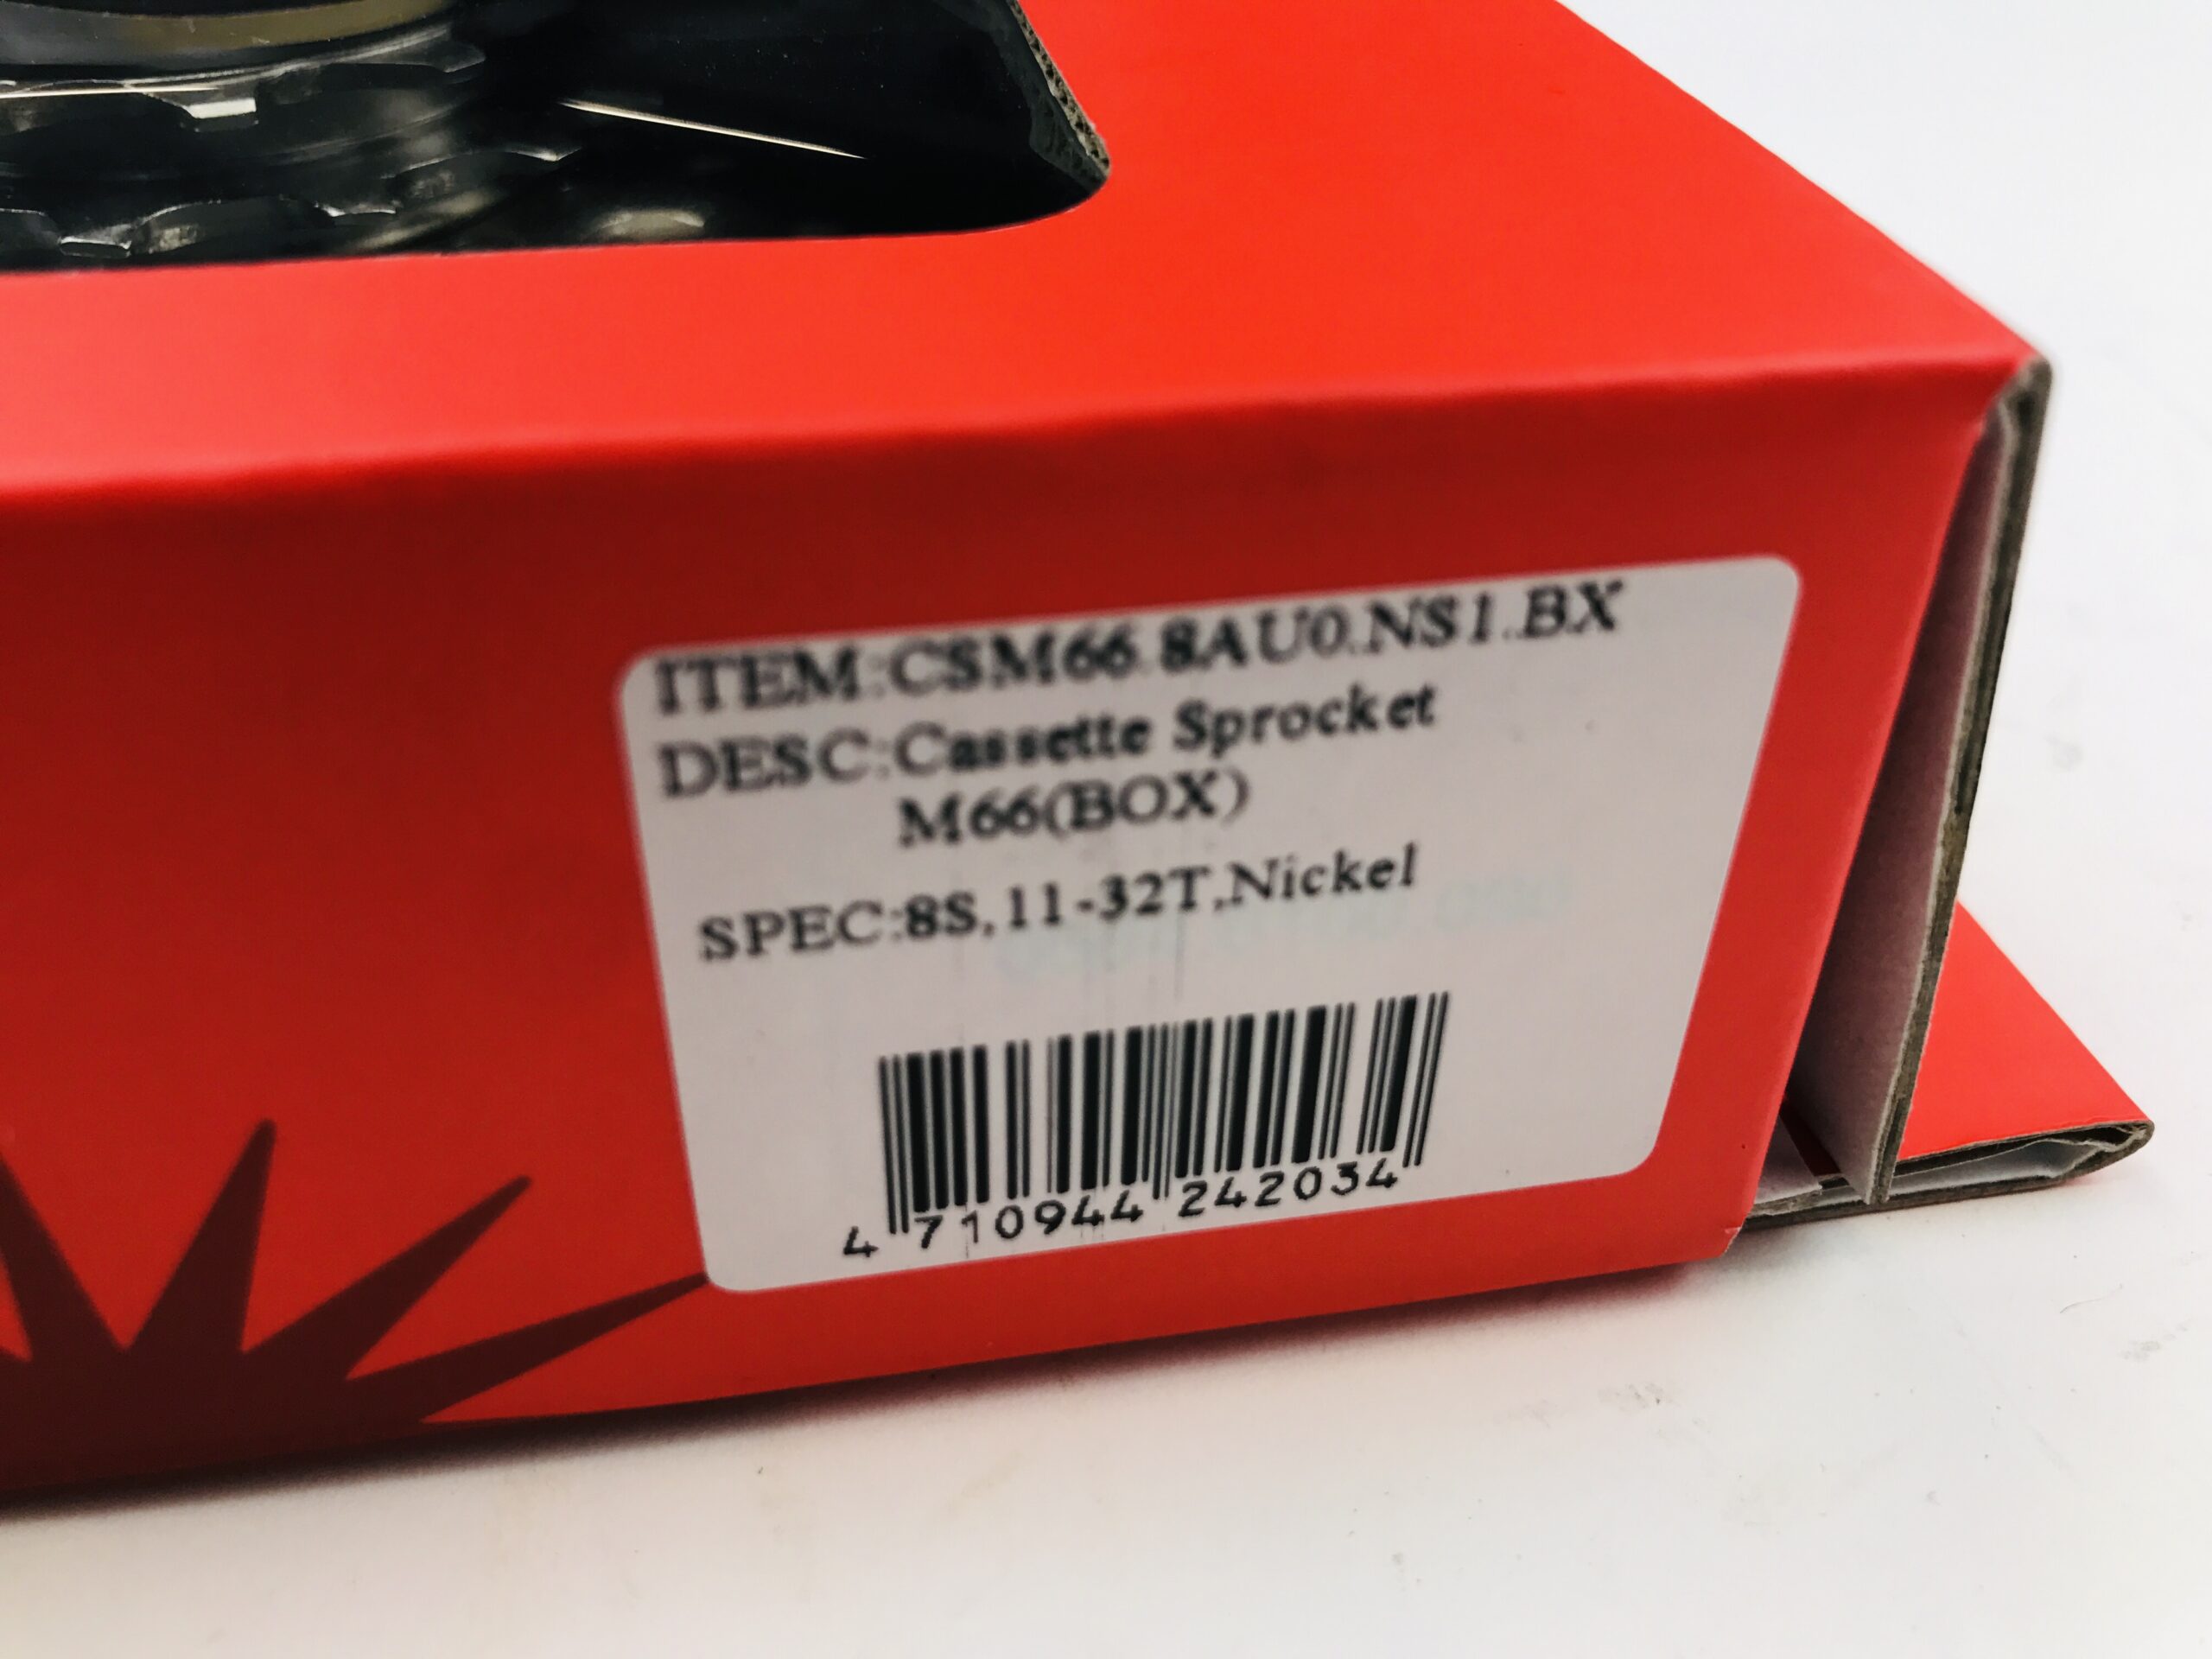 ITEM:CSM66.8AU0.NS1.BX
DESC:Cassette Sprocket
M66(BOX)
SPEC:8S,11-32T,Nickel
4 710944 242034